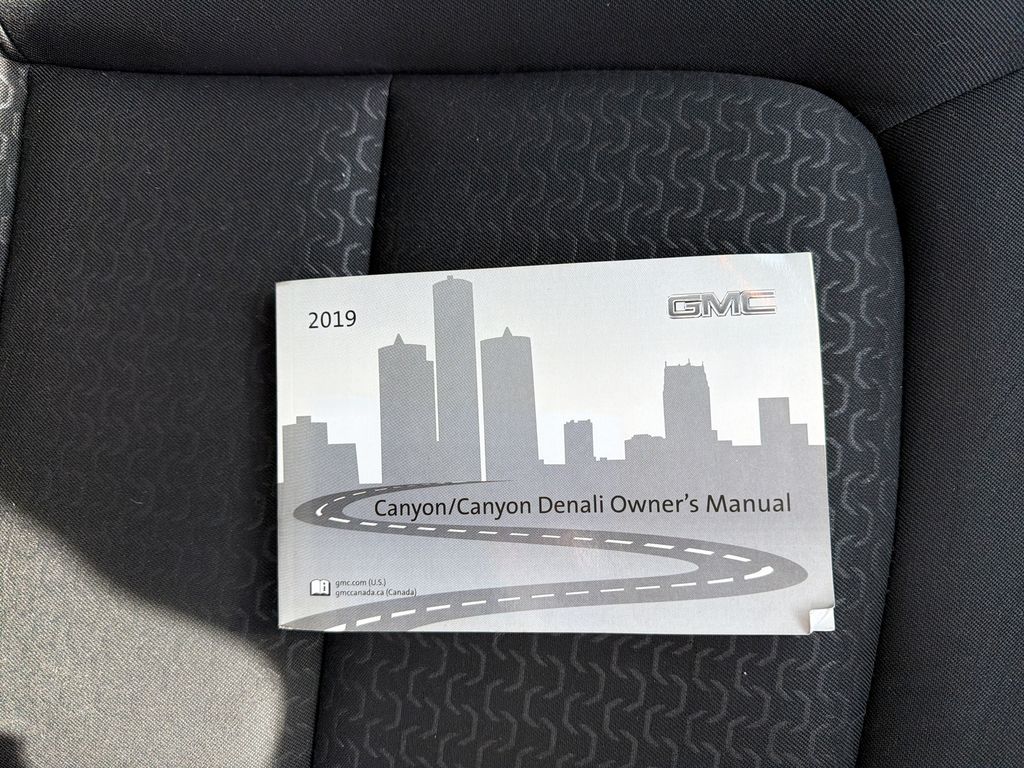 2019
GMC
Canyon/Canyon Denali Owner's Manual
gmc.com (U.S.)
gmccanada.ca (Canada)